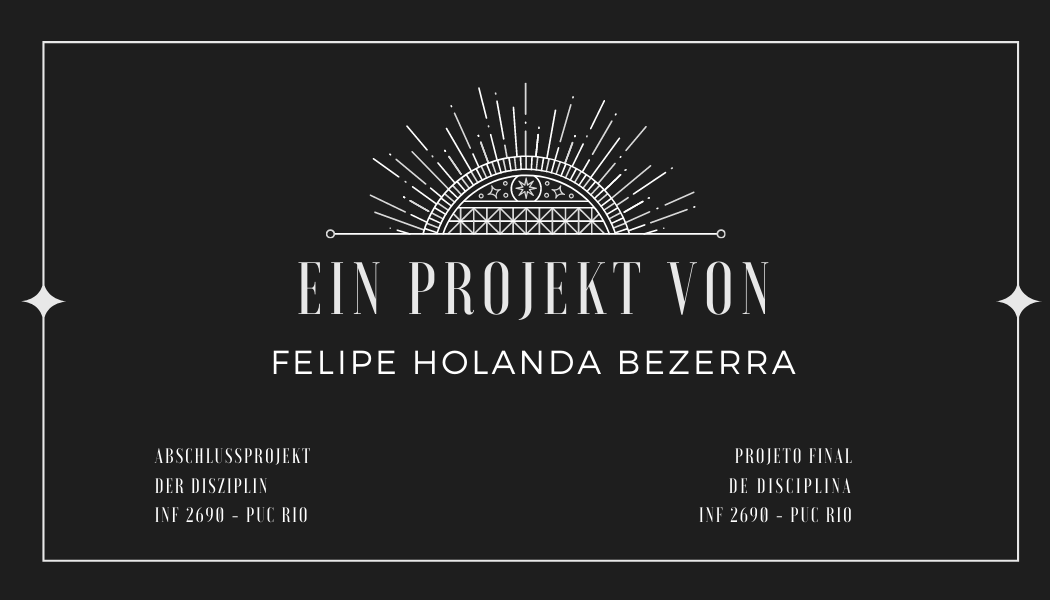 EIN PROJEKT VON
FELIPE HOLANDA BEZERRA
ABSCHLUSSPROJEKT
DER DISZIPLIN
INF 2690 - PUC RIO
PROJETO FINAL
DE DISCIPLINA
INF 2690 - PUC RIO